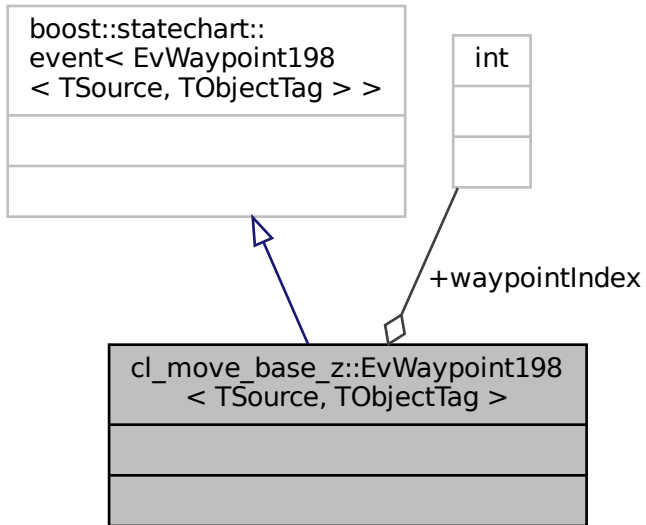 boost::statechart::
event< EvWaypoint198
< TSource, TObjectTag > >
int
+waypointIndex
cl_move_base_z::EvWaypoint198
< TSource, TObjectTag >